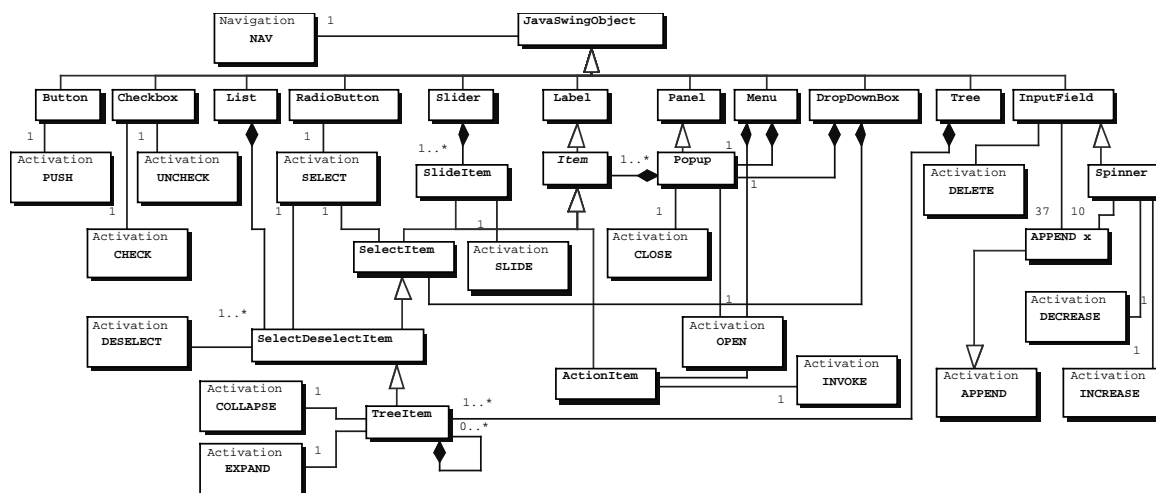 Navigation
NAV
1
JavaSwingObject
Button
Checkbox
List
RadioButton
Slider
Label
Panel
Menu
DropDownBox
Tree
InputField
1
1
1
1
1..*
1..*
1
1
Activation
PUSH
Activation
UNCHECK
Activation
SELECT
SlideItem
Item
Popup
Activation
DELETE
Spinner
1
1
1
1
1
37
10
Activation
CHECK
SelectItem
Activation
SLIDE
Activation
CLOSE
APPEND x
1..*
1
1
Activation
DECREASE
Activation
DESELECT
SelectDeselectItem
Activation
OPEN
1
ActionItem
Activation
INVOKE
1
Activation
APPEND
Activation
INCREASE
Activation
COLLAPSE
1
TreeItem
1..*
0..*
Activation
EXPAND
1